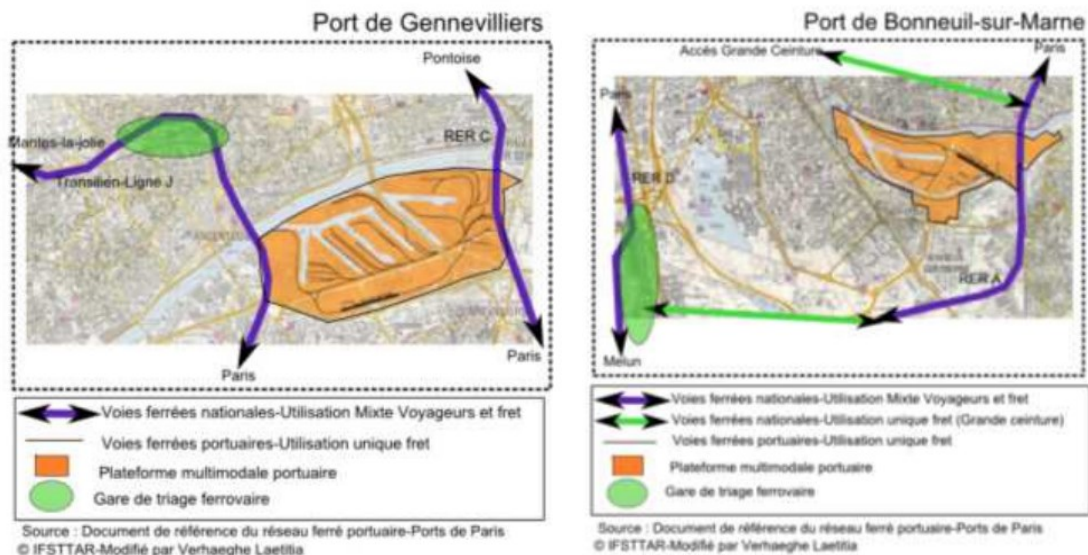 Port de Gennevilliers
Pontoise
RER C
Mantes-la-jolie
Transilien-Ligne J
Paris
Paris
Voies ferrées nationales-Utilisation Mixte Voyageurs et fret
Voies ferrées portuaires-Utilisation unique fret
Plateforme multimodale portuaire
Gare de triage ferrovaire
Source : Document de référence du réseau ferré portuaire-Ports de Paris
© IFSTTAR-Modifié par Verhaeghe Laetitia
Port de Bonneuil-sur-Marne
Accés Grande Ceinture
Paris
Paris
RER D
RER A
Melun
Voies ferrées nationales-Utilisation Mixte Voyageurs et fret
Voies ferrées nationales-Utilisation unique fret (Grande ceinture)
Voies ferrées portuaires-Utilisation unique fret
Plateforme multimodale portuaire
Gare de triage ferrovaire
Source : Document de référence du réseau ferré portuaire-Ports de Paris
© IFSTTAR-Modifié par Verhaeghe Laetitia